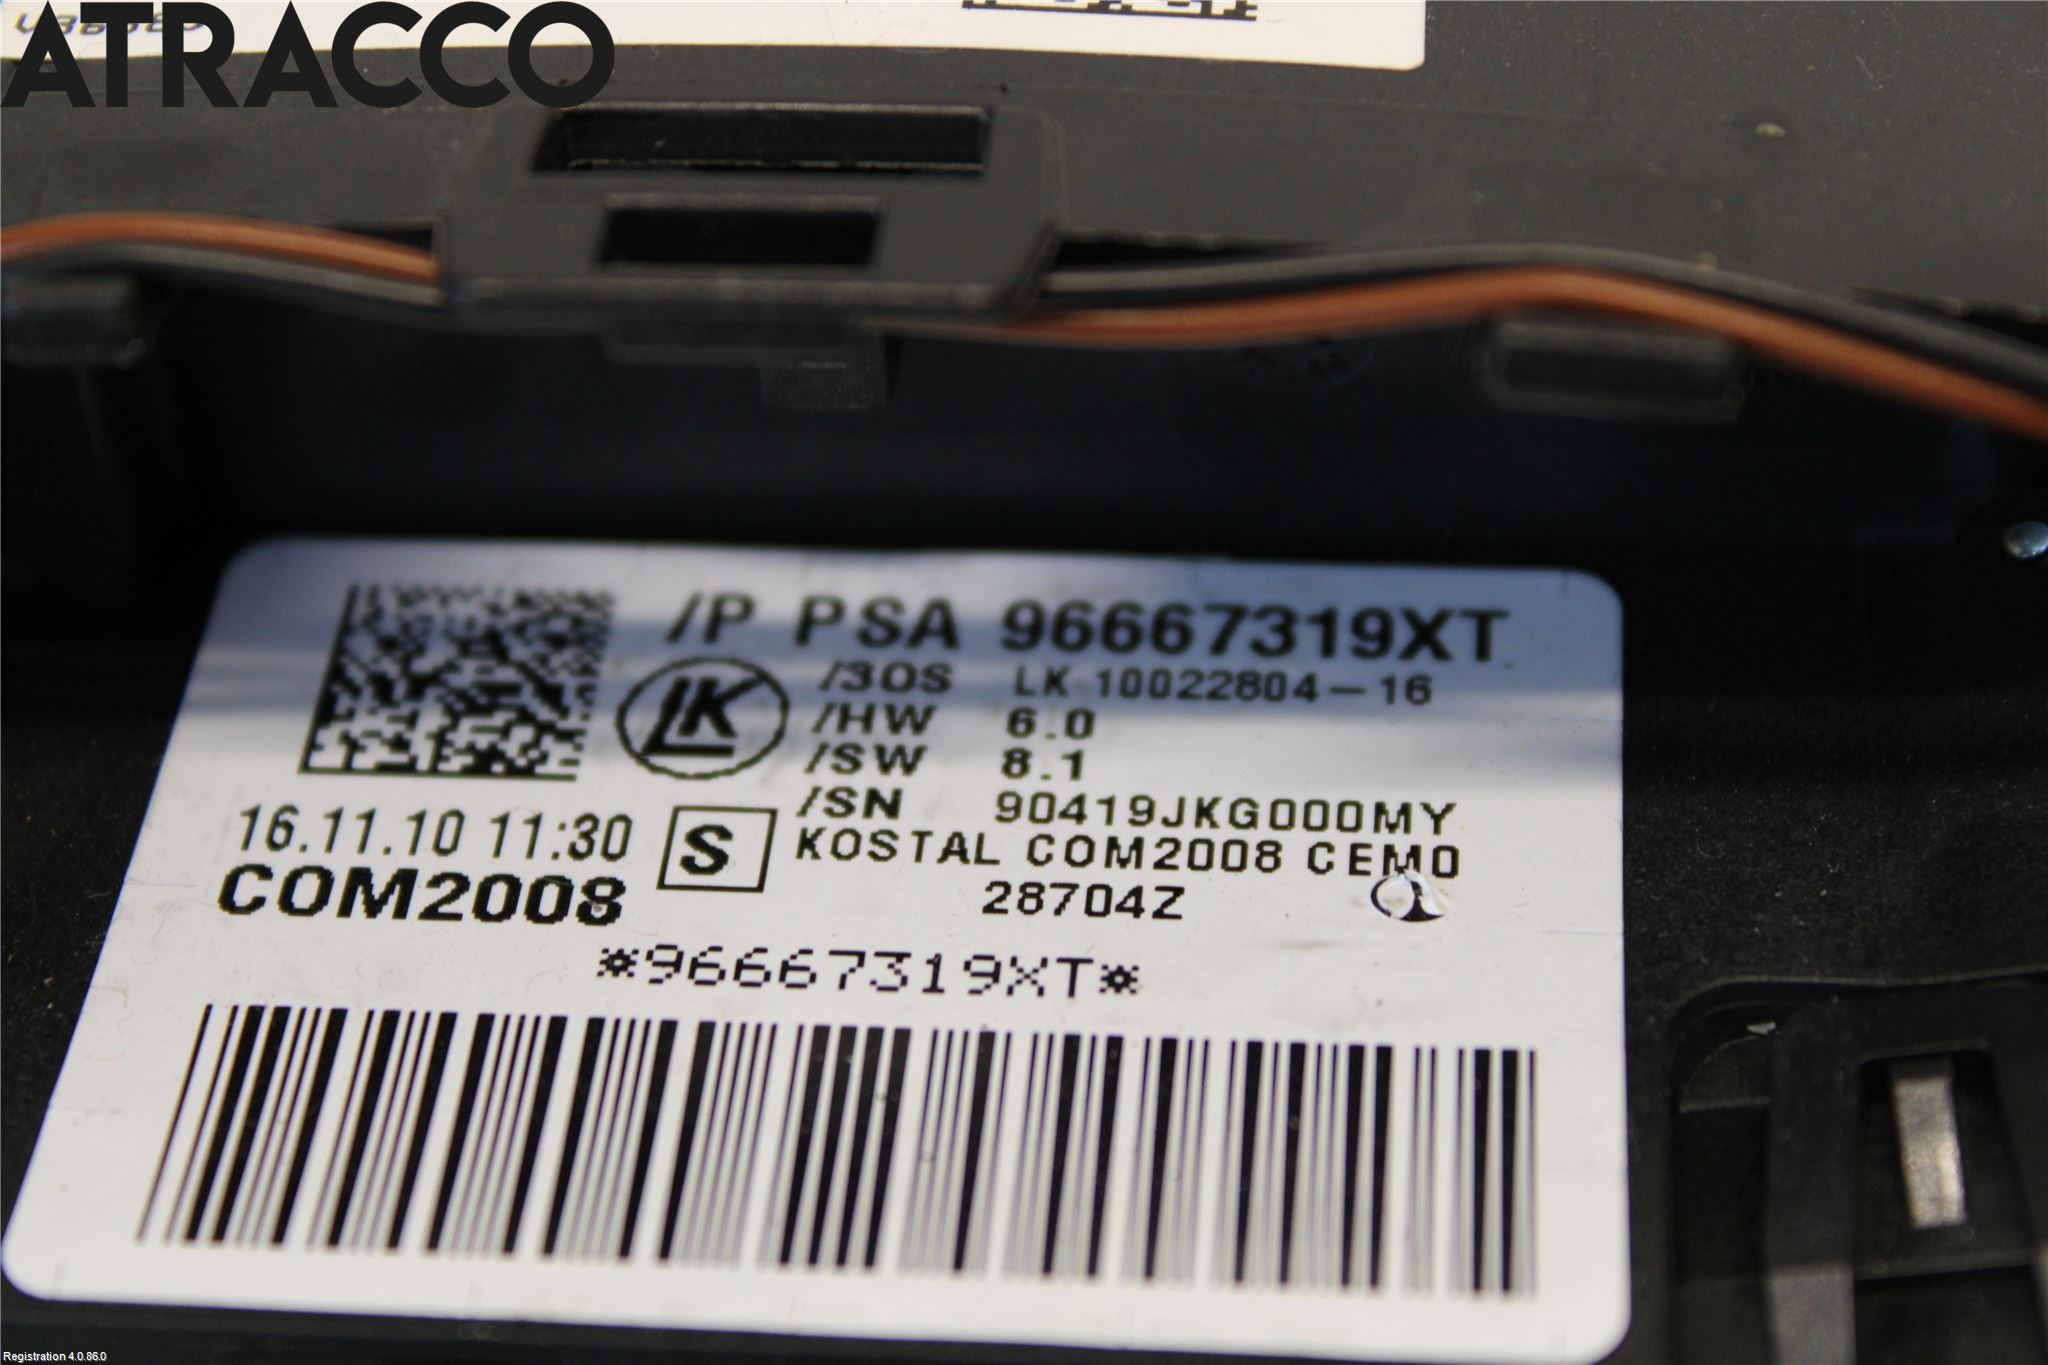 ATRACCO
/P PSA 96667319XT
/3OS LK 10022804-16
LK
/HW 6.0
/SW 8.1
/SN 90419JKG000MY
16.11.10 11:30
S
KOSTAL COM2008 CEM0
COM2008
28704Z
*96667319XT*
Registration 4.0.86.0